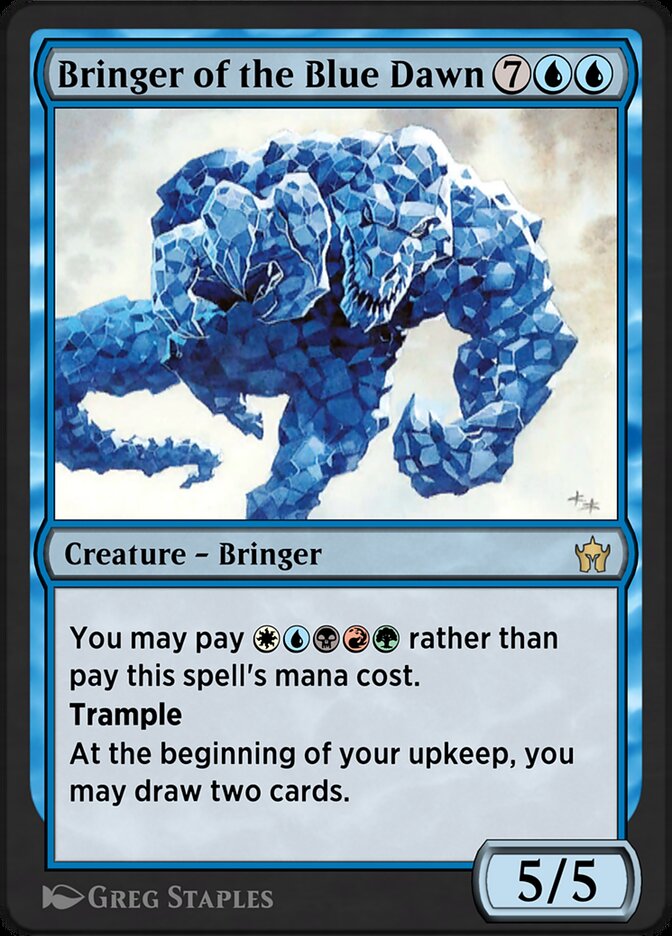 Bringer of the Blue Dawn 7
Creature – Bringer
You may pay rather than
pay this spell's mana cost.
Trample
At the beginning of your upkeep, you
may draw two cards.
5/5
Greg Staples